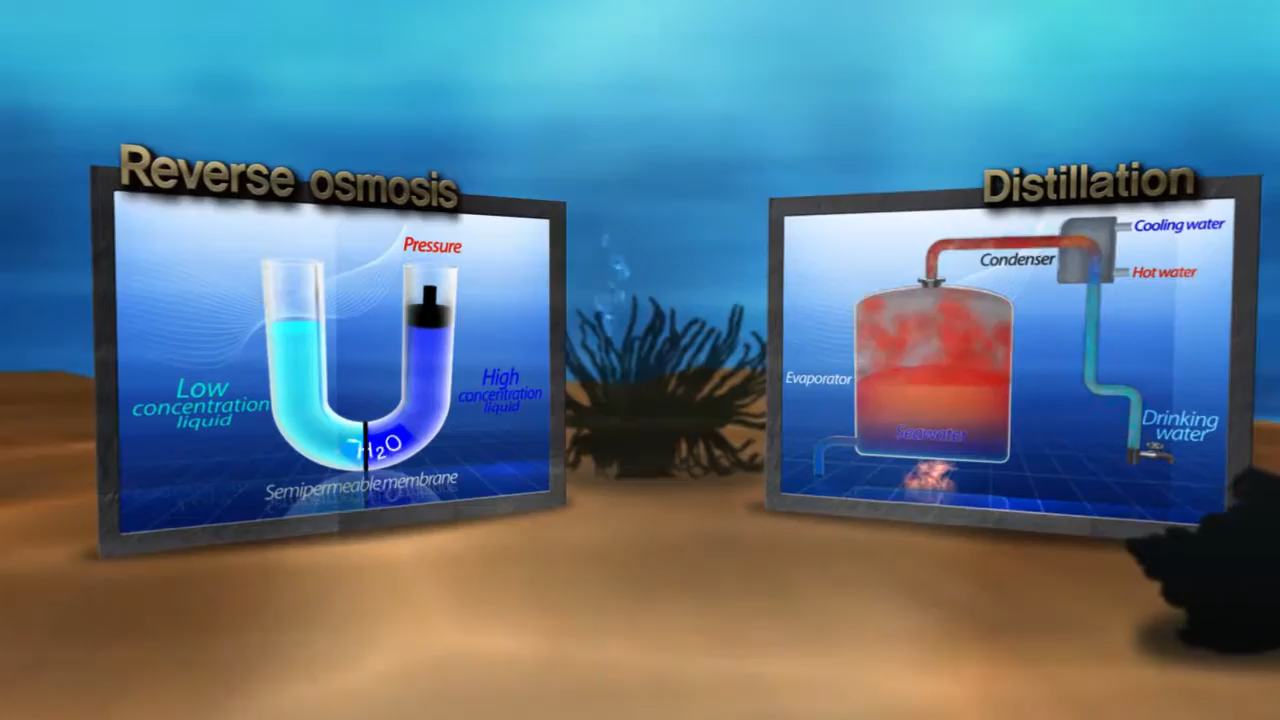 Reverse osmosis
Pressure
Low
concentration
liquid
High
concentration
liquid
H2O
Semipermeable membrane
Distillation
Cooling water
Condenser
Hot water
Evaporator
Seawater
Drinking
water